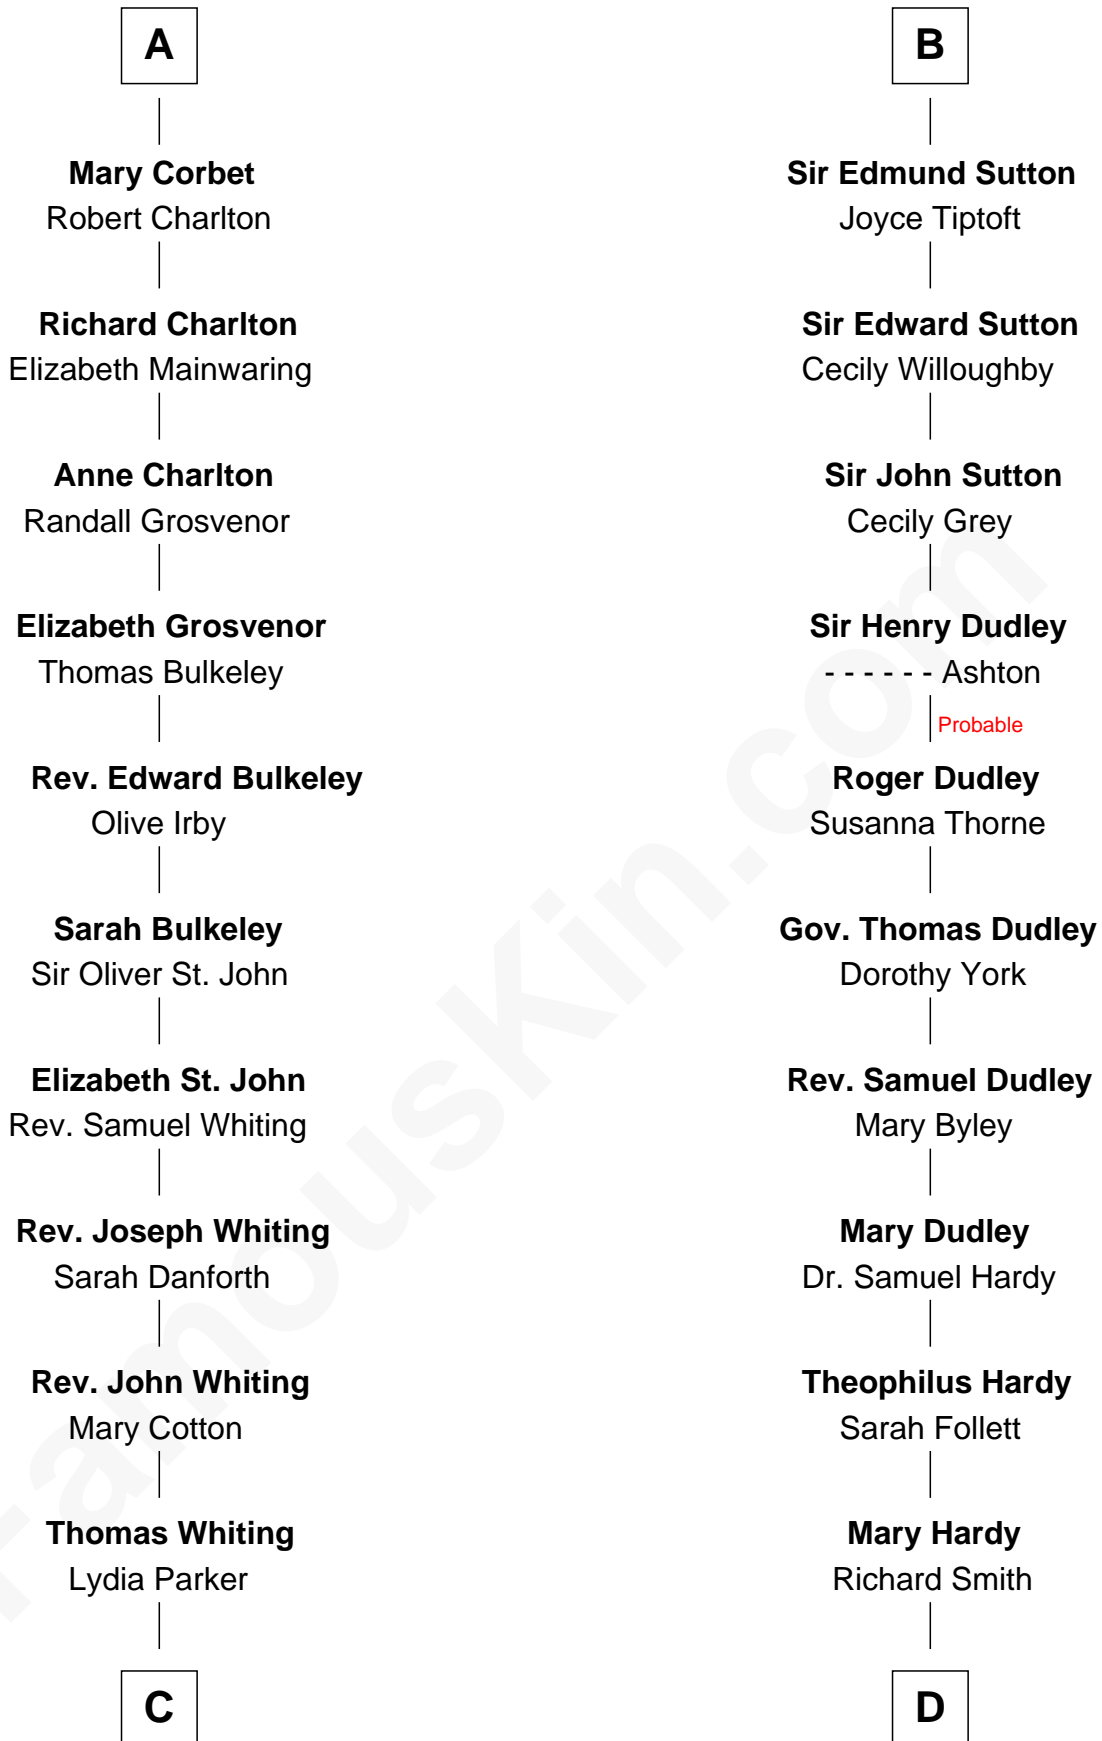 A
Mary Corbet
Robert Charlton
Richard Charlton
Elizabeth Mainwaring
Anne Charlton
Randall Grosvenor
Elizabeth Grosvenor
Thomas Bulkeley
Rev. Edward Bulkeley
Olive Irby
Sarah Bulkeley
Sir Oliver St. John
Elizabeth St. John
Rev. Samuel Whiting
Rev. Joseph Whiting
Sarah Danforth
Rev. John Whiting
Mary Cotton
Thomas Whiting
Lydia Parker
C
B
Sir Edmund Sutton
Joyce Tiptoft
Sir Edward Sutton
Cecily Willoughby
Sir John Sutton
Cecily Grey
Sir Henry Dudley
- - - - - - Ashton
Probable
Roger Dudley
Susanna Thorne
Gov. Thomas Dudley
Dorothy York
Rev. Samuel Dudley
Mary Byley
Mary Dudley
Dr. Samuel Hardy
Theophilus Hardy
Sarah Follett
Mary Hardy
Richard Smith
D
FamousKin.com